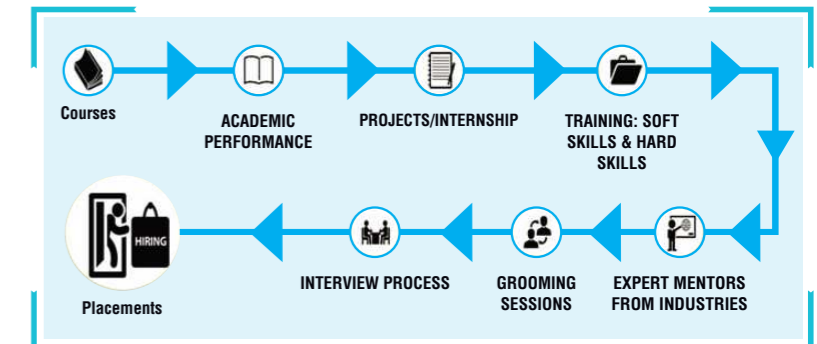 Courses
ACADEMIC
PERFORMANCE
PROJECTS/INTERNSHIP
TRAINING: SOFT
SKILLS & HARD
SKILLS
HIRING
Placements
INTERVIEW PROCESS
GROOMING
SESSIONS
EXPERT MENTORS
FROM INDUSTRIES